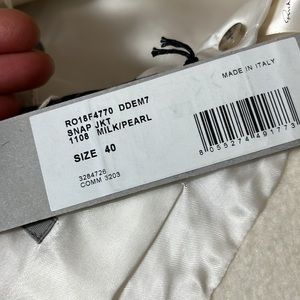 RO18F4770 DDEM7
SNAP JKT
1108 MILK/PEARL
SIZE 40
3284726
COMM 3203
MADE IN ITALY
8055274491773